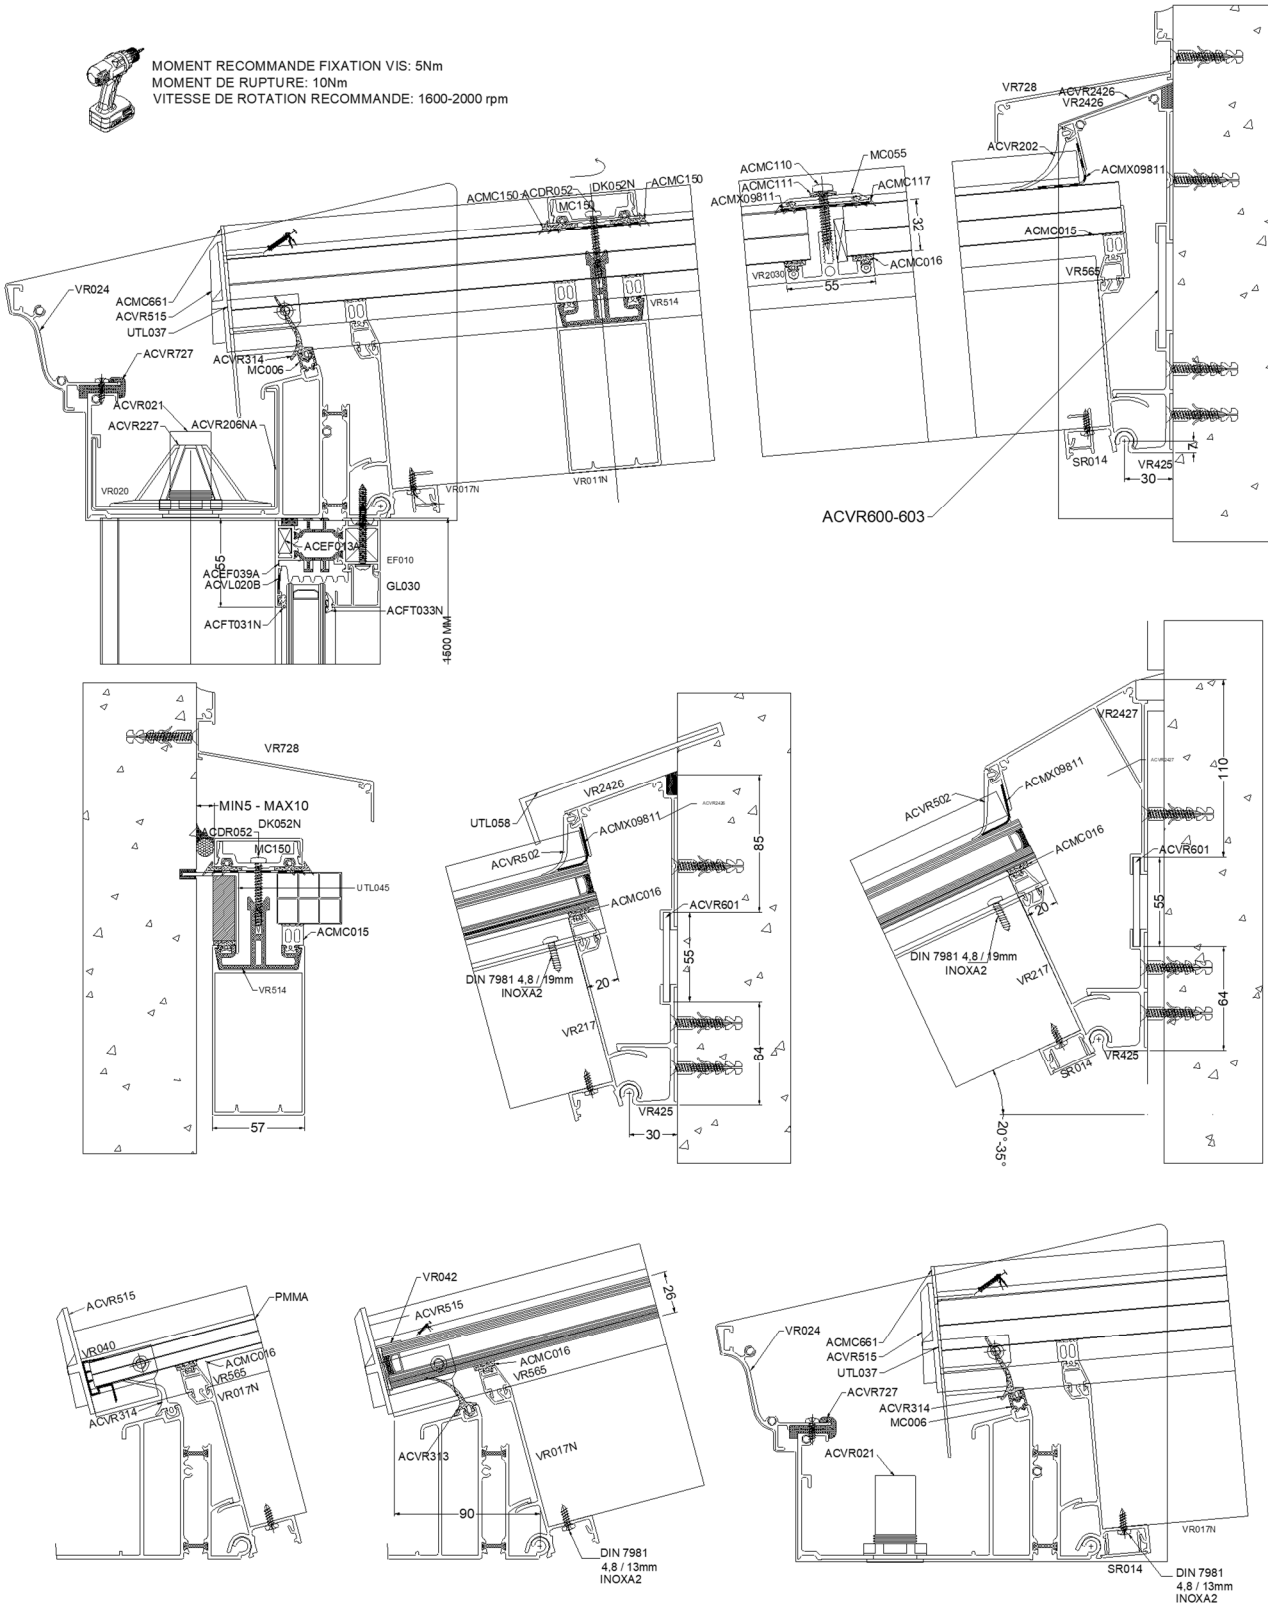 MOMENT RECOMMANDE FIXATION VIS: 5Nm
MOMENT DE RUPTURE: 10Nm
VITESSE DE ROTATION RECOMMANDE: 1600-2000 rpm
VR728
ACVR2426
VR2426
ACVR202
ACMX09811
ACMC015
VR565
SR014
VR425
7
30
ACVR600-603
ACMC110
MC055
ACMC111
ACMC117
ACMX09811
32
ACMC016
VR2030
55
ACMC150
ACDR052
DK052N
ACMC150
MC150
VR024
ACMC661
ACVR515
UTL037
VR514
ACVR727
ACVR314
MC006
ACVR021
ACVR227
ACVR206NA
VR020
VR017N
VR011N
ACEF013A
55
EF010
ACEF039A
ACVL020B
GL030
ACFT033N
ACFT031N
4500 MM
VR728
MIN5 - MAX10
DK052N
ACDR052
MC150
UTL045
ACMC015
VR514
57
VR2426
UTL058
ACMX09811
ACVR2426
ACVR502
85
ACMC016
ACVR601
55
DIN 7981 4,8 / 19mm
INOXA2
20
VR217
64
VR425
30
VR2427
ACVR2427
110
ACMX09811
ACVR502
ACMC016
ACVR601
55
20
DIN 7981 4,8 / 19mm
INOXA2
VR217
64
VR425
SR014
20°-35°
ACVR515
PMMA
VR040
ACMC016
VR565
VR017N
ACVR314
VR042
ACVR515
26
ACMC016
VR565
ACVR313
VR017N
90
DIN 7981
4,8 / 13mm
INOXA2
VR024
ACMC661
ACVR515
UTL037
ACVR727
ACVR314
MC006
ACVR021
VR017N
SR014
DIN 7981
4,8 / 13mm
INOXA2